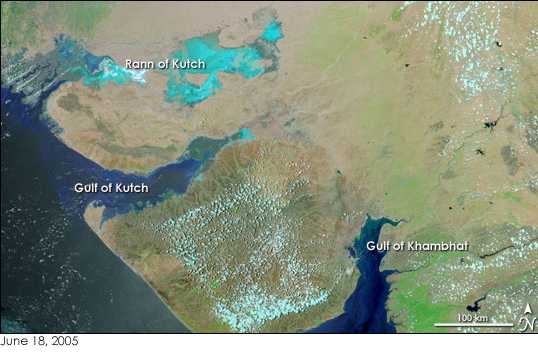 Rann of Kutch
Gulf of Kutch
Gulf of Khambhat
100 km
N
June 18, 2005